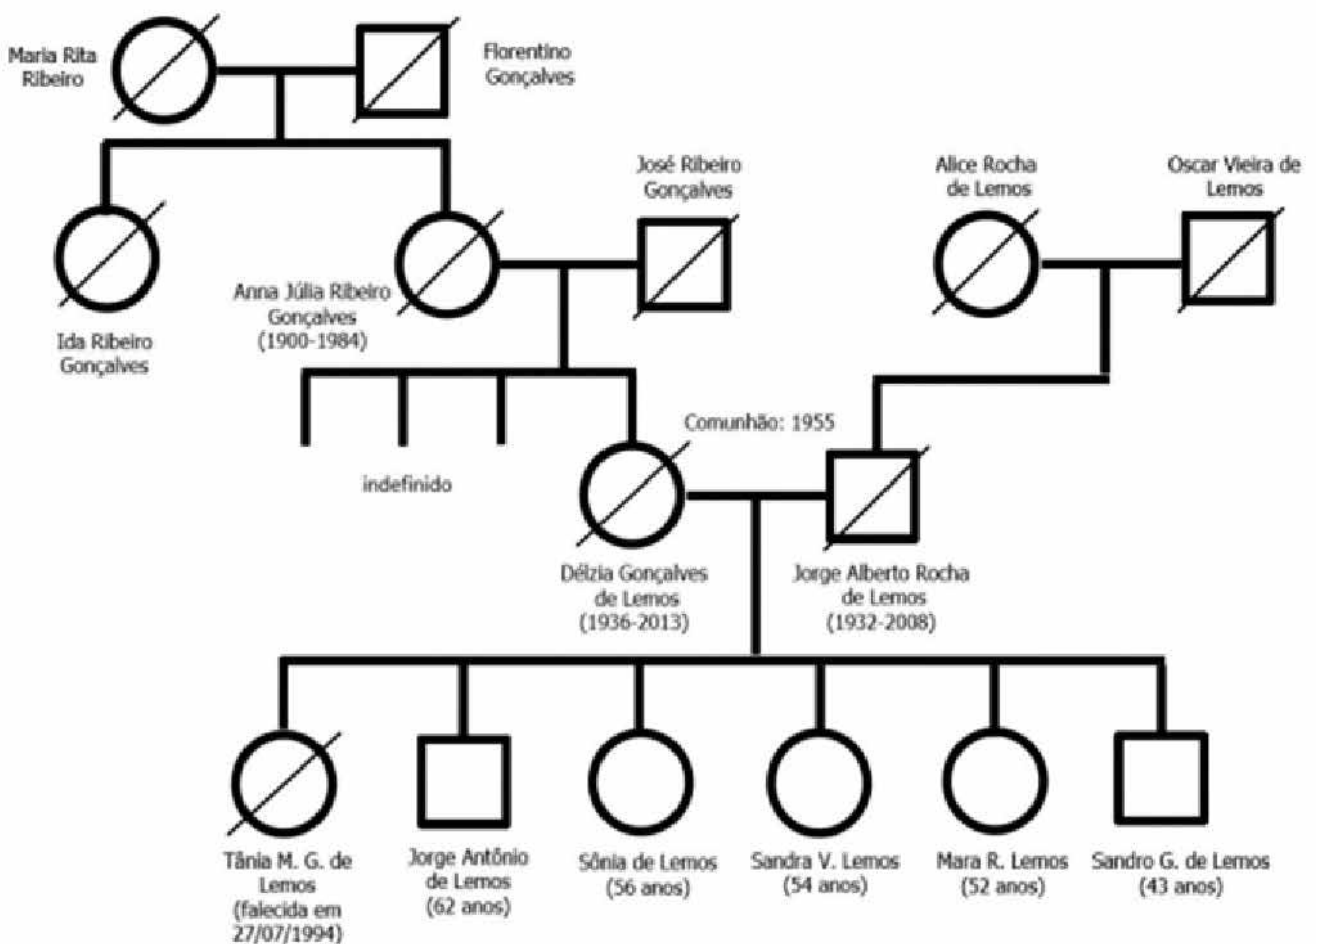 Maria Rita
Ribeiro
Florentino
Gonçalves
José Ribeiro
Gonçalves
Alice Rocha
de Lemos
Oscar Vieira de
Lemos
Ida Ribeiro
Gonçalves
Anna Júlia Ribeiro
Gonçalves
(1900-1984)
indefinido
Comunhão: 1955
Délzia Gonçalves
de Lemos
(1936-2013)
Jorge Alberto Rocha
de Lemos
(1932-2008)
Tânia M. G. de
Lemos
(falecida em
27/07/1994)
Jorge Antônio
de Lemos
(62 anos)
Sônia de Lemos
(56 anos)
Sandra V. Lemos
(54 anos)
Mara R. Lemos
(52 anos)
Sandro G. de Lemos
(43 anos)